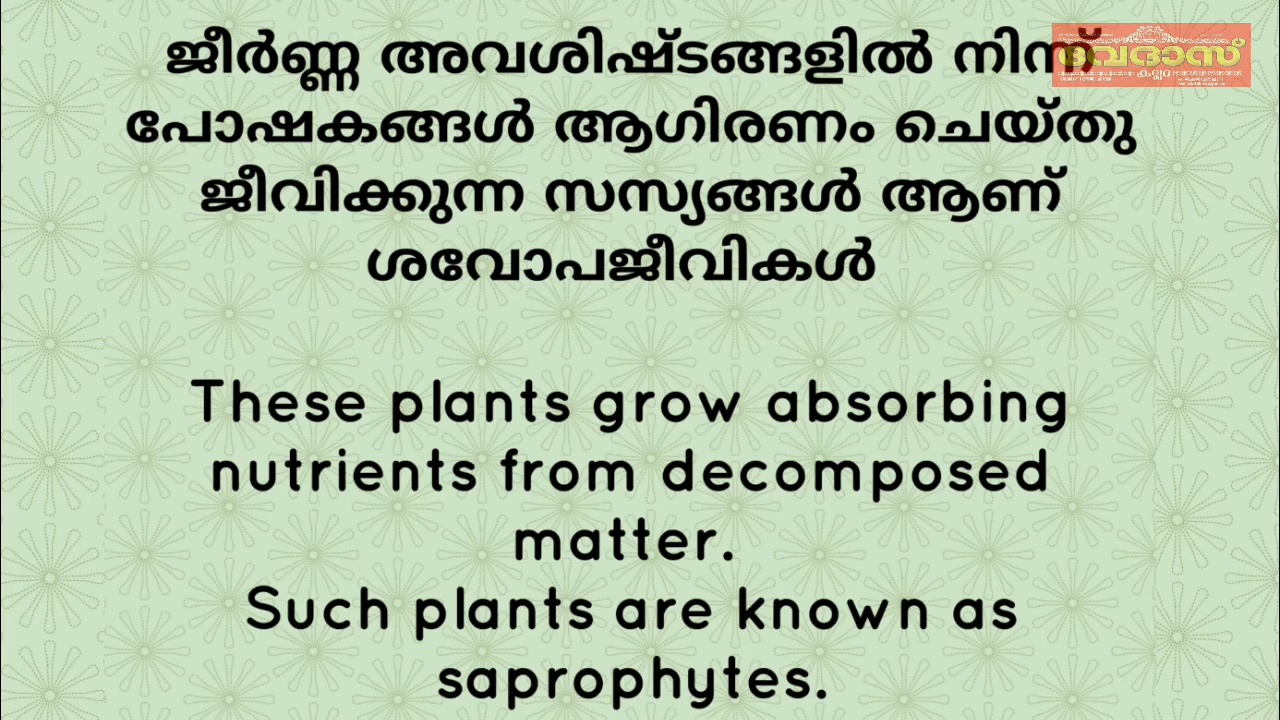 ജീർണ്ണ അവശിഷ്ടങ്ങളിൽ നിന്ന്
പോഷകങ്ങൾ ആഗിരണം ചെയ്തു
ജീവിക്കുന്ന സസ്യങ്ങൾ ആണ്
ശവോപജീവികൾ
These plants grow absorbing
nutrients from decomposed
matter.
Such plants are known as
saprophytes.